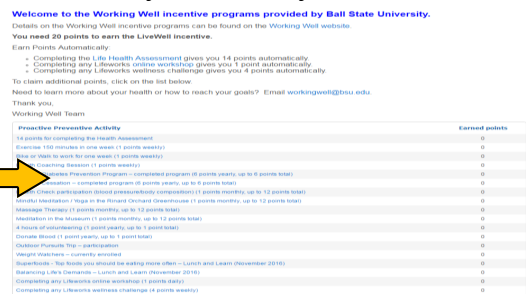 Welcome to the Working Well incentive programs provided by Ball State University.
Details on the Working Well incentive programs can be found on the Working Well website.
You need 20 points to earn the LiveWell incentive.
Earn Points Automatically:
Completing the Life Health Assessment gives you 14 points automatically.
Completing any Lifeworks online workshop gives you 1 point automatically.
Completing any Lifeworks wellness challenge gives you 4 points automatically
To claim additional points, click on the list below.
Need to learn more about your health or how to reach your goals? Email workingwell@bsu.edu
Thank you,
Working Well Team
Proactive Preventive Activity Earned points
14 points for completing the Health Assessment 0
Exercise 150 minutes in one week (1 points weekly) 0
Bike or Walk to work for one week (1 points weekly) 0
Coaching Session (1 points weekly) 0
Diabetes Prevention Program – completed program (6 points yearly, up to 6 points total) 0
– completed program (6 points yearly, up to 6 points total) 0
Check participation (blood pressure/body composition) (1 points monthly, up to 12 points total) 0
Mindful Meditation / Yoga in the Rinard Orchard Greenhouse (1 points monthly, up to 12 points total) 0
Massage Therapy (1 points monthly, up to 12 points total) 0
Meditation in the Museum (1 points monthly, up to 12 points total) 0
4 hours of volunteering (1 point yearly, up to 1 point total) 0
Donate Blood (1 point yearly, up to 1 point total) 0
Outdoor Pursuits Trip – participation 0
Weight Watchers – currently enrolled 0
Superfoods - Top foods you should be eating more often – Lunch and Learn (November 2016) 0
Balancing Life's Demands – Lunch and Learn (November 2016) 0
Completing any Lifeworks online workshop (1 points daily) 0
Completing any Lifeworks wellness challenge (4 points weekly) 0